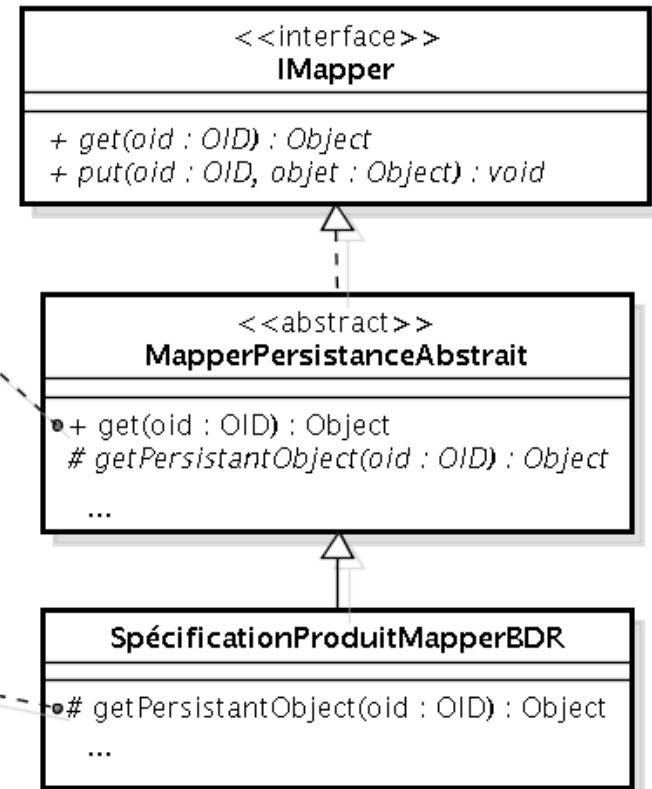 <<interface>>
IMapper
+ get(oid : OID) : Object
+ put(oid : OID, objet : Object) : void
<<abstract>>
MapperPersistanceAbstrait
+ get(oid : OID) : Object
# getPersistantObject(oid : OID) : Object
...
SpécificationProduitMapperBDR
# getPersistantObject(oid : OID) : Object
...